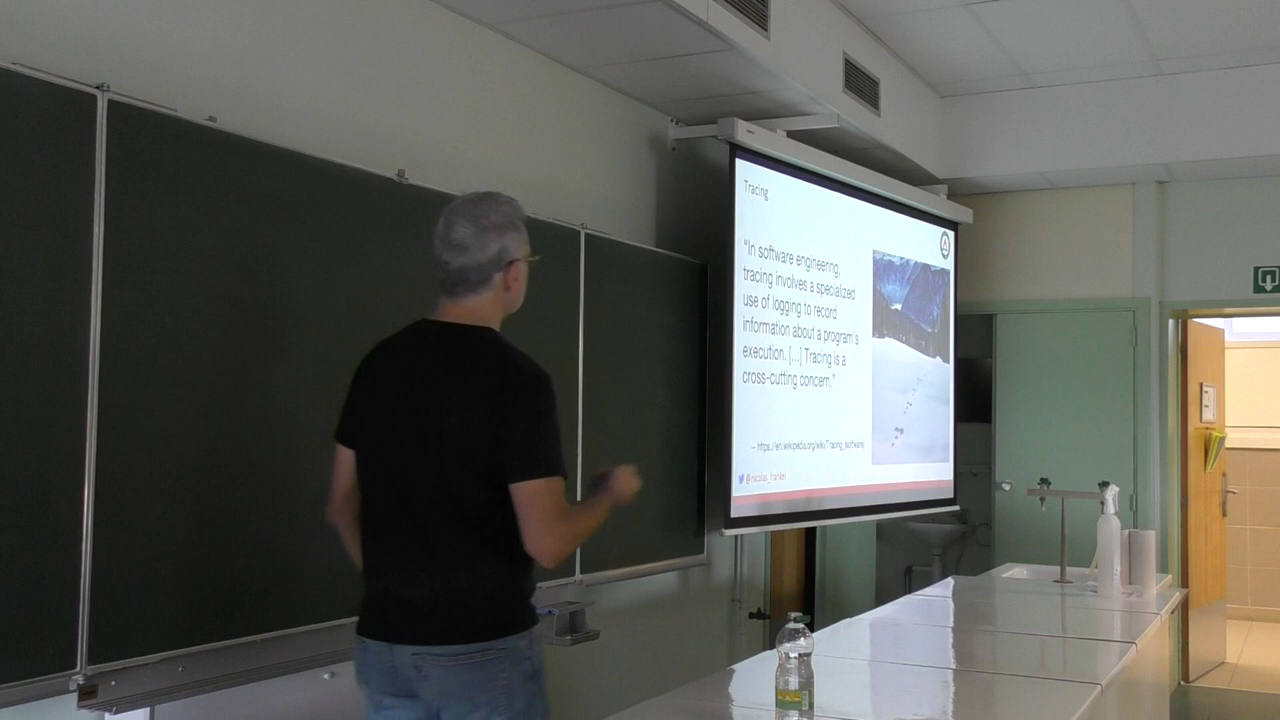 Tracing
"In software engineering,
tracing involves a specialized
use of logging to record
information about a program's
execution. [...] Tracing is a
cross-cutting concern."
– https://en.wikipedia.org/wiki/Tracing_(software)
@nicolas_frankel